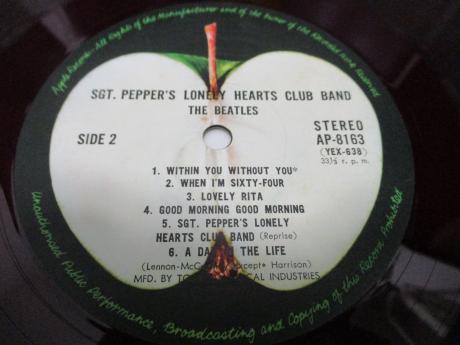 Apple Records · All Rights of the Manufacturer and of the Owner of the Recorded Work Reserved
SGT. PEPPER'S LONELY HEARTS CLUB BAND
THE BEATLES
SIDE 2
STEREO
AP-8163
(YEX-638)
33⅓ r. p. m.
1. WITHIN YOU WITHOUT YOU*
2. WHEN I'M SIXTY-FOUR
3. LOVELY RITA
4. GOOD MORNING GOOD MORNING
5. SGT. PEPPER'S LONELY
HEARTS CLUB BAND (Reprise)
6. A DAY THE LIFE
(Lennon- except* Harrison)
MFD. BY INDUSTRIES
Unauthorised Public Performance, Broadcasting and Copying of this Record Prohibited